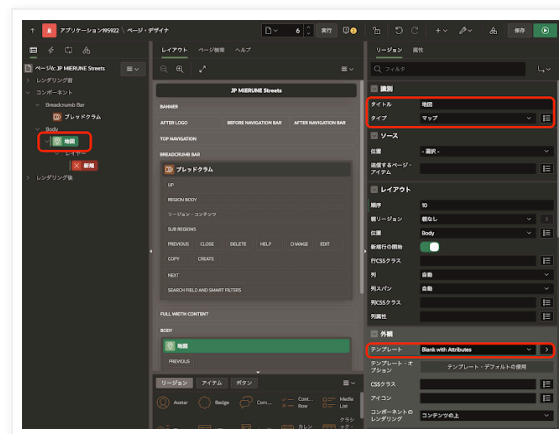 アプリケーション195922 \ ページ・デザイナ
6
実行
保存
レイアウト
ページ検索
ヘルプ
リージョン
属性
ページ6: JP MIERUNE Streets
レンダリング前
コンポーネント
Breadcrumb Bar
ブレッドクラム
Body
地図
レイヤー
新規
レンダリング後
JP MIERUNE Streets
BANNER
AFTER LOGO
BEFORE NAVIGATION BAR
AFTER NAVIGATION BAR
TOP NAVIGATION
BREADCRUMB BAR
ブレッドクラム
UP
REGION BODY
リージョン・コンテンツ
SUB REGIONS
PREVIOUS
CLOSE
DELETE
HELP
CHANGE
EDIT
COPY
CREATE
NEXT
SEARCH FIELD AND SMART FILTERS
FULL WIDTH CONTENT
BODY
地図
PREVIOUS
リージョン
アイテム
ボタン
Avatar
Badge
Com...
Cont... Row
Media List
カレン
クラシ
フィルタ
識別
タイトル
地図
タイプ
マップ
ソース
位置
- 選択 -
送信するページ・アイテム
レイアウト
順序
10
親リージョン
親なし
位置
Body
新規行の開始
行CSSクラス
列
自動
列スパン
自動
列CSSクラス
列属性
外観
テンプレート
Blank with Attributes
テンプレート・オプション
テンプレート・デフォルトの使用
CSSクラス
アイコン
コンポーネントのレンダリング
コンテンツの上